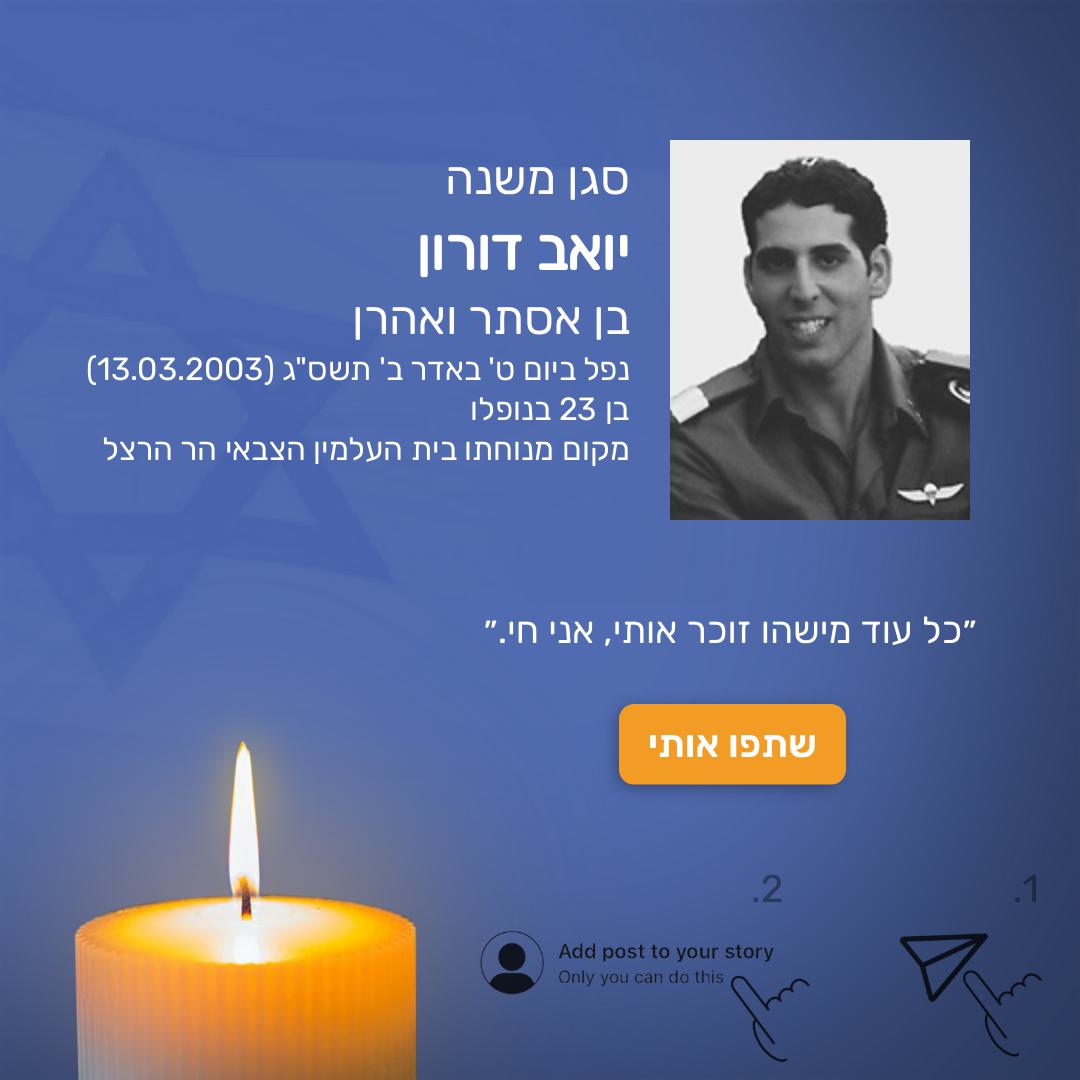 סגן משנה
יואב דורון
בן אסתר ואהרן
נפל ביום ט' באדר ב' תשס"ג (13.03.2003)
בן 23 בנופלו
מקום מנוחתו בית העלמין הצבאי הר הרצל
״כל עוד מישהו זוכר אותי, אני חי.״
שתפו אותי
1.
2.
Add post to your story
Only you can do this